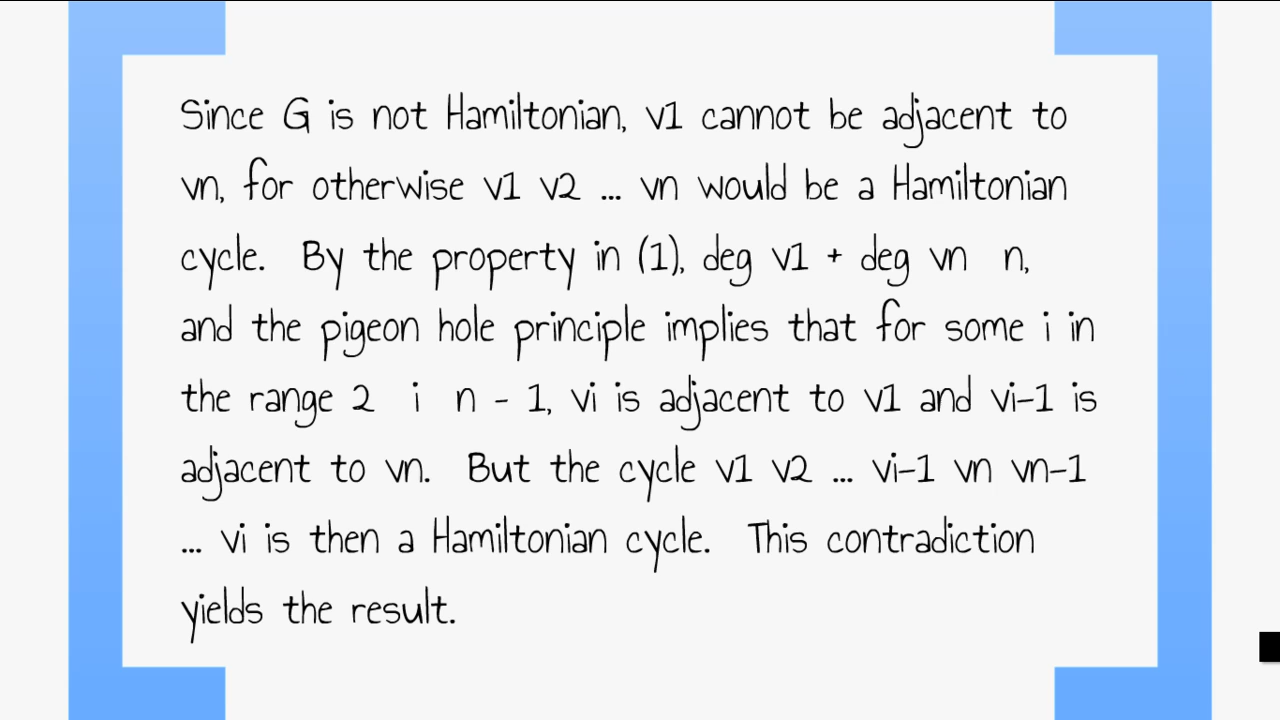 Since G is not Hamiltonian, v1 cannot be adjacent to
vn, for otherwise v1 v2 ... vn would be a Hamiltonian
cycle. By the property in (1), deg v1 + deg vn n,
and the pigeon hole principle implies that for some i in
the range 2 i n - 1, vi is adjacent to v1 and vi-1 is
adjacent to vn. But the cycle v1 v2 ... vi-1 vn vn-1
... vi is then a Hamiltonian cycle. This contradiction
yields the result.